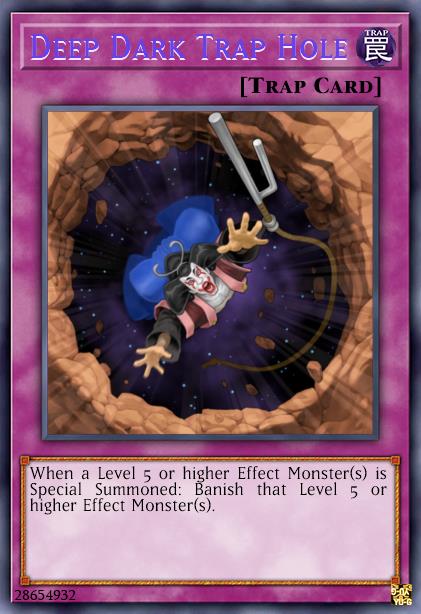 Deep Dark Trap Hole
TRAP
罠
[Trap Card]
When a Level 5 or higher Effect Monster(s) is
Special Summoned: Banish that Level 5 or
higher Effect Monster(s).
28654932